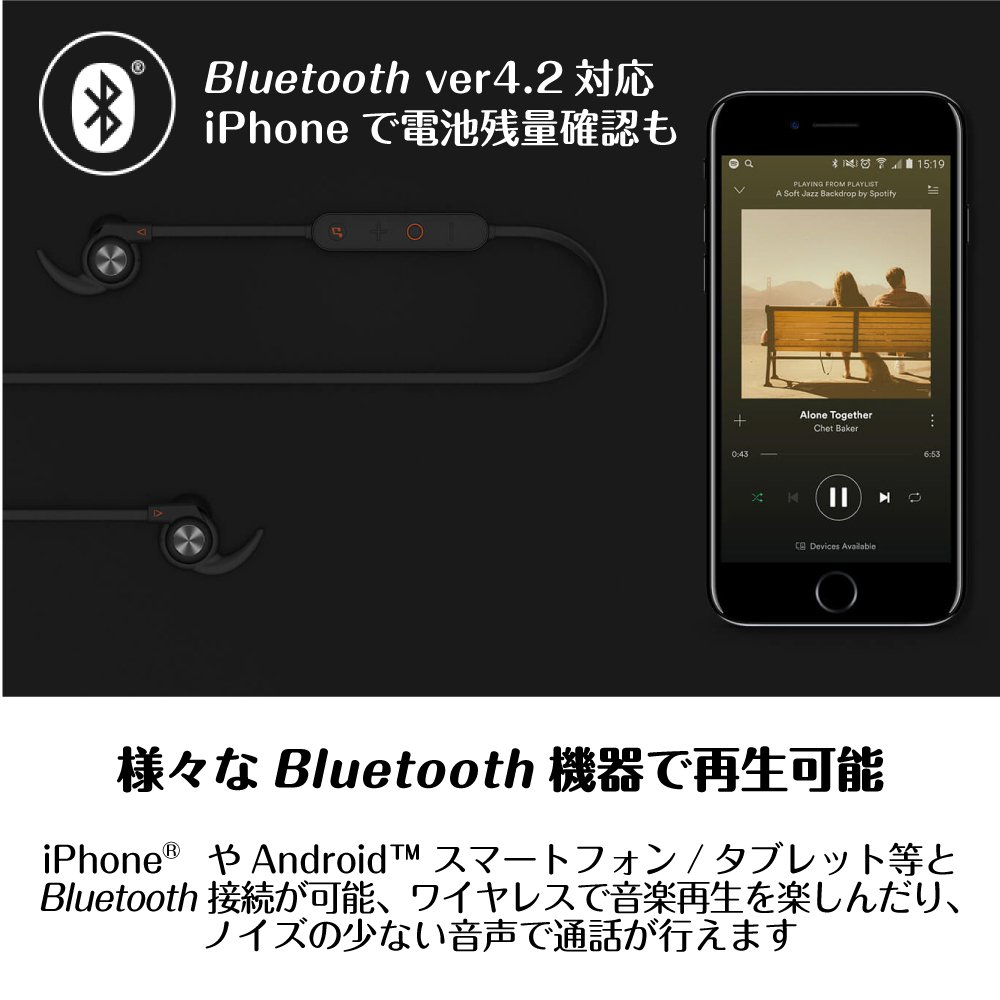 Bluetooth ver4.2 対応
iPhone で電池残量確認も
15:19
PLAYING FROM PLAYLIST
A Soft Jazz Backdrop by Spotify
Alone Together
Chet Baker
0:43
6:53
Devices Available
様々な Bluetooth 機器で再生可能
iPhone® や Android™ スマートフォン / タブレット等と
Bluetooth 接続が可能、ワイヤレスで音楽再生を楽しんだり、
ノイズの少ない音声で通話が行えます